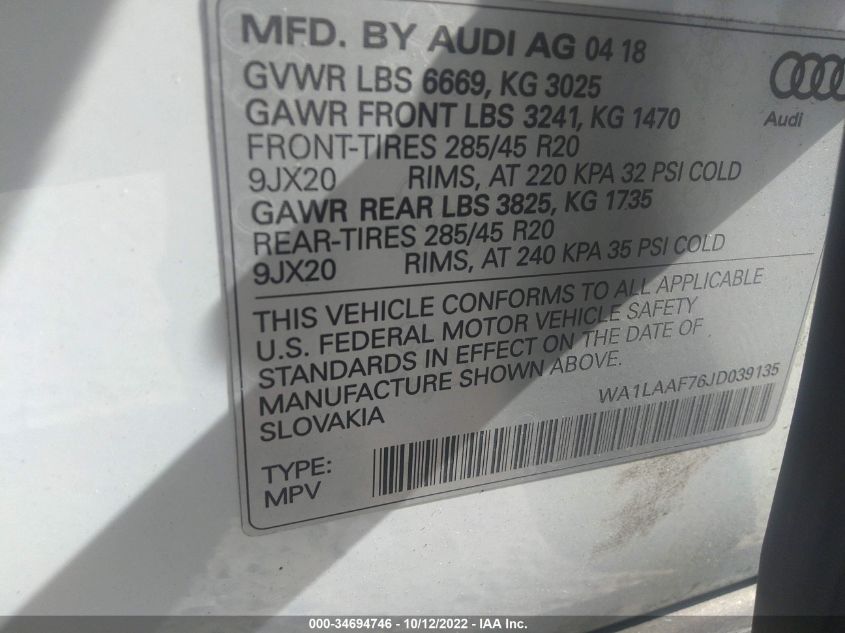 MFD. BY AUDI AG 04 18
GVWR LBS 6669, KG 3025
GAWR FRONT LBS 3241, KG 1470
FRONT-TIRES 285/45 R20
9JX20 RIMS, AT 220 KPA 32 PSI COLD
GAWR REAR LBS 3825, KG 1735
REAR-TIRES 285/45 R20
9JX20 RIMS, AT 240 KPA 35 PSI COLD
Audi
THIS VEHICLE CONFORMS TO ALL APPLICABLE
U.S. FEDERAL MOTOR VEHICLE SAFETY
STANDARDS IN EFFECT ON THE DATE OF
MANUFACTURE SHOWN ABOVE.
SLOVAKIA
WA1LAAF76JD039135
TYPE:
MPV
000-34694746 - 10/12/2022 - IAA Inc.